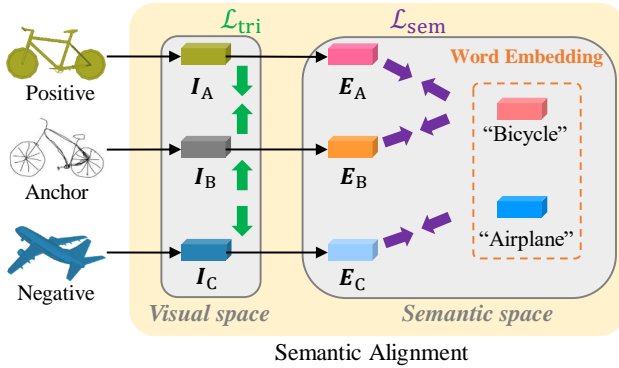 ℒtri
ℒsem
Word Embedding
Positive
I_A
E_A
"Bicycle"
Anchor
I_B
E_B
"Airplane"
Negative
I_C
E_C
Visual space
Semantic space
Semantic Alignment